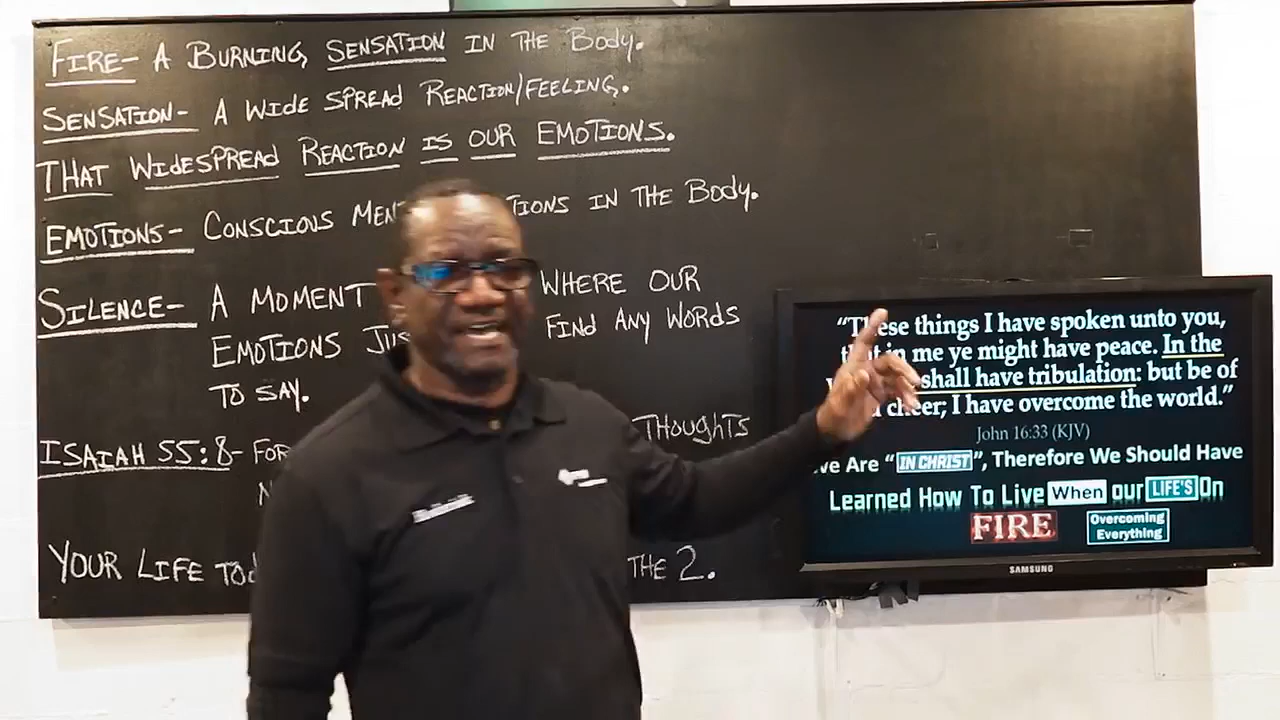 FIRE- A BURNING SENSATION IN THE BODY.
SENSATION- A WIDE SPREAD REACTION/FEELING.
THAT WIDESPREAD REACTION IS OUR EMOTIONS.
EMOTIONS- CONSCIOUS IN THE BODY.
SILENCE- A MOMENT WHERE OUR
EMOTIONS FIND ANY WORDS
TO SAY.
ISAIAH 55:8- THOUGHTS
YOUR LIFE THE 2.
“These things I have spoken unto you,
that in me ye might have peace. In the
shall have tribulation: but be of
cheer; I have overcome the world.”
John 16:33 (KJV)
We Are “IN CHRIST”, Therefore We Should Have
Learned How To Live When our LIFE'S On
FIRE Overcoming
Everything
SAMSUNG